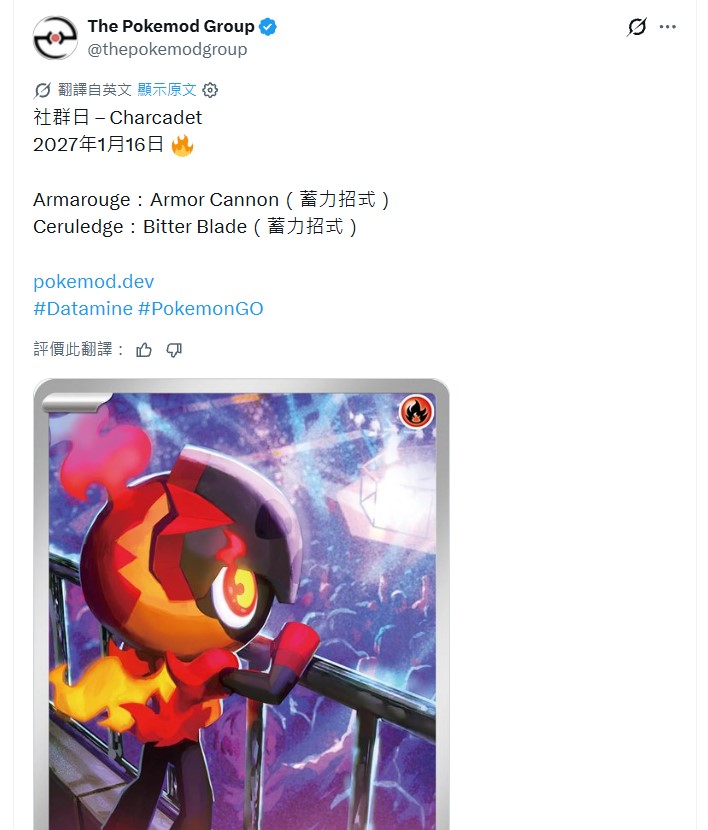 The Pokemod Group
@thepokemodgroup
翻譯自英文 顯示原文
社群日 – Charcadet
2027年1月16日 🔥
Armarouge：Armor Cannon（蓄力招式）
Ceruledge：Bitter Blade（蓄力招式）
pokemod.dev
#Datamine #PokemonGO
評價此翻譯：